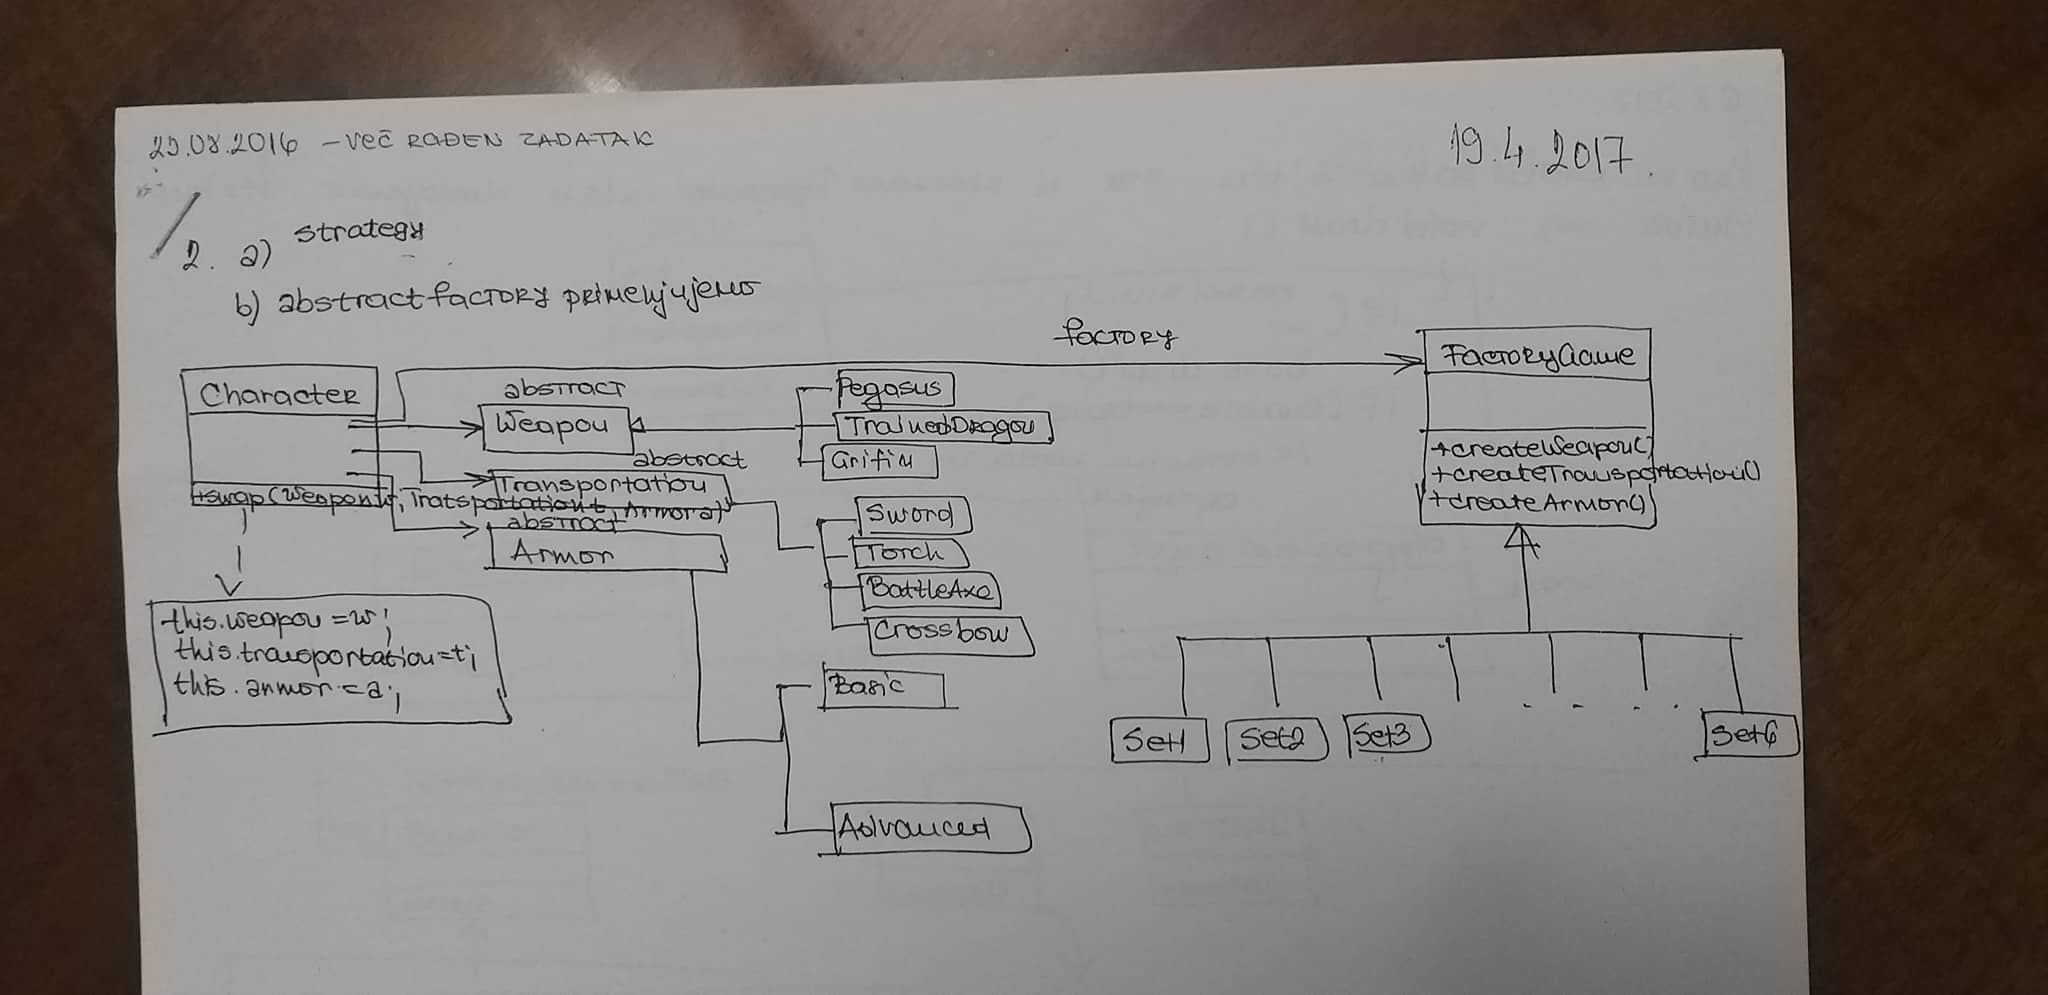 29.08.2016 - VEĆ RAĐEN ZADATAK
19.4.2017.
2. a) strategy
b) abstract factory primenjujemo
factory
FactoryGame
+createWeapon()
+createTransportation()
+createArmor()
Set1 Set2 Set3 . . . . Set6
Character
+swap(Weapon w, Tratsportation t, Armor a)
this.weapon = w;
this.transportation = t;
this.armor = a;
abstract
Weapon
abstract
Transportation
abstract
Armor
Pegasus
TrainedDragon
Grifin
Sword
Torch
BattleAxe
Crossbow
Basic
Advanced